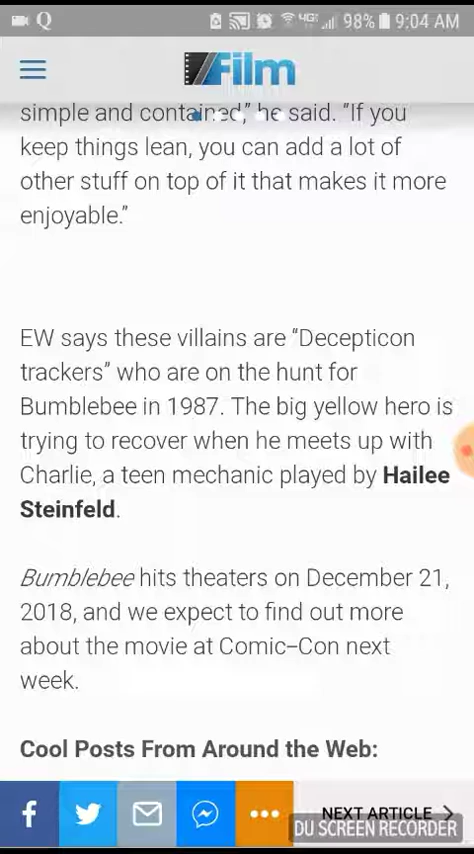 Q 4G 98% 9:04 AM
/Film
simple and contained,” he said. “If you
keep things lean, you can add a lot of
other stuff on top of it that makes it more
enjoyable.”
EW says these villains are “Decepticon
trackers” who are on the hunt for
Bumblebee in 1987. The big yellow hero is
trying to recover when he meets up with
Charlie, a teen mechanic played by Hailee
Steinfeld.
Bumblebee hits theaters on December 21,
2018, and we expect to find out more
about the movie at Comic–Con next
week.
Cool Posts From Around the Web:
f NEXT ARTICLE >
DU SCREEN RECORDER